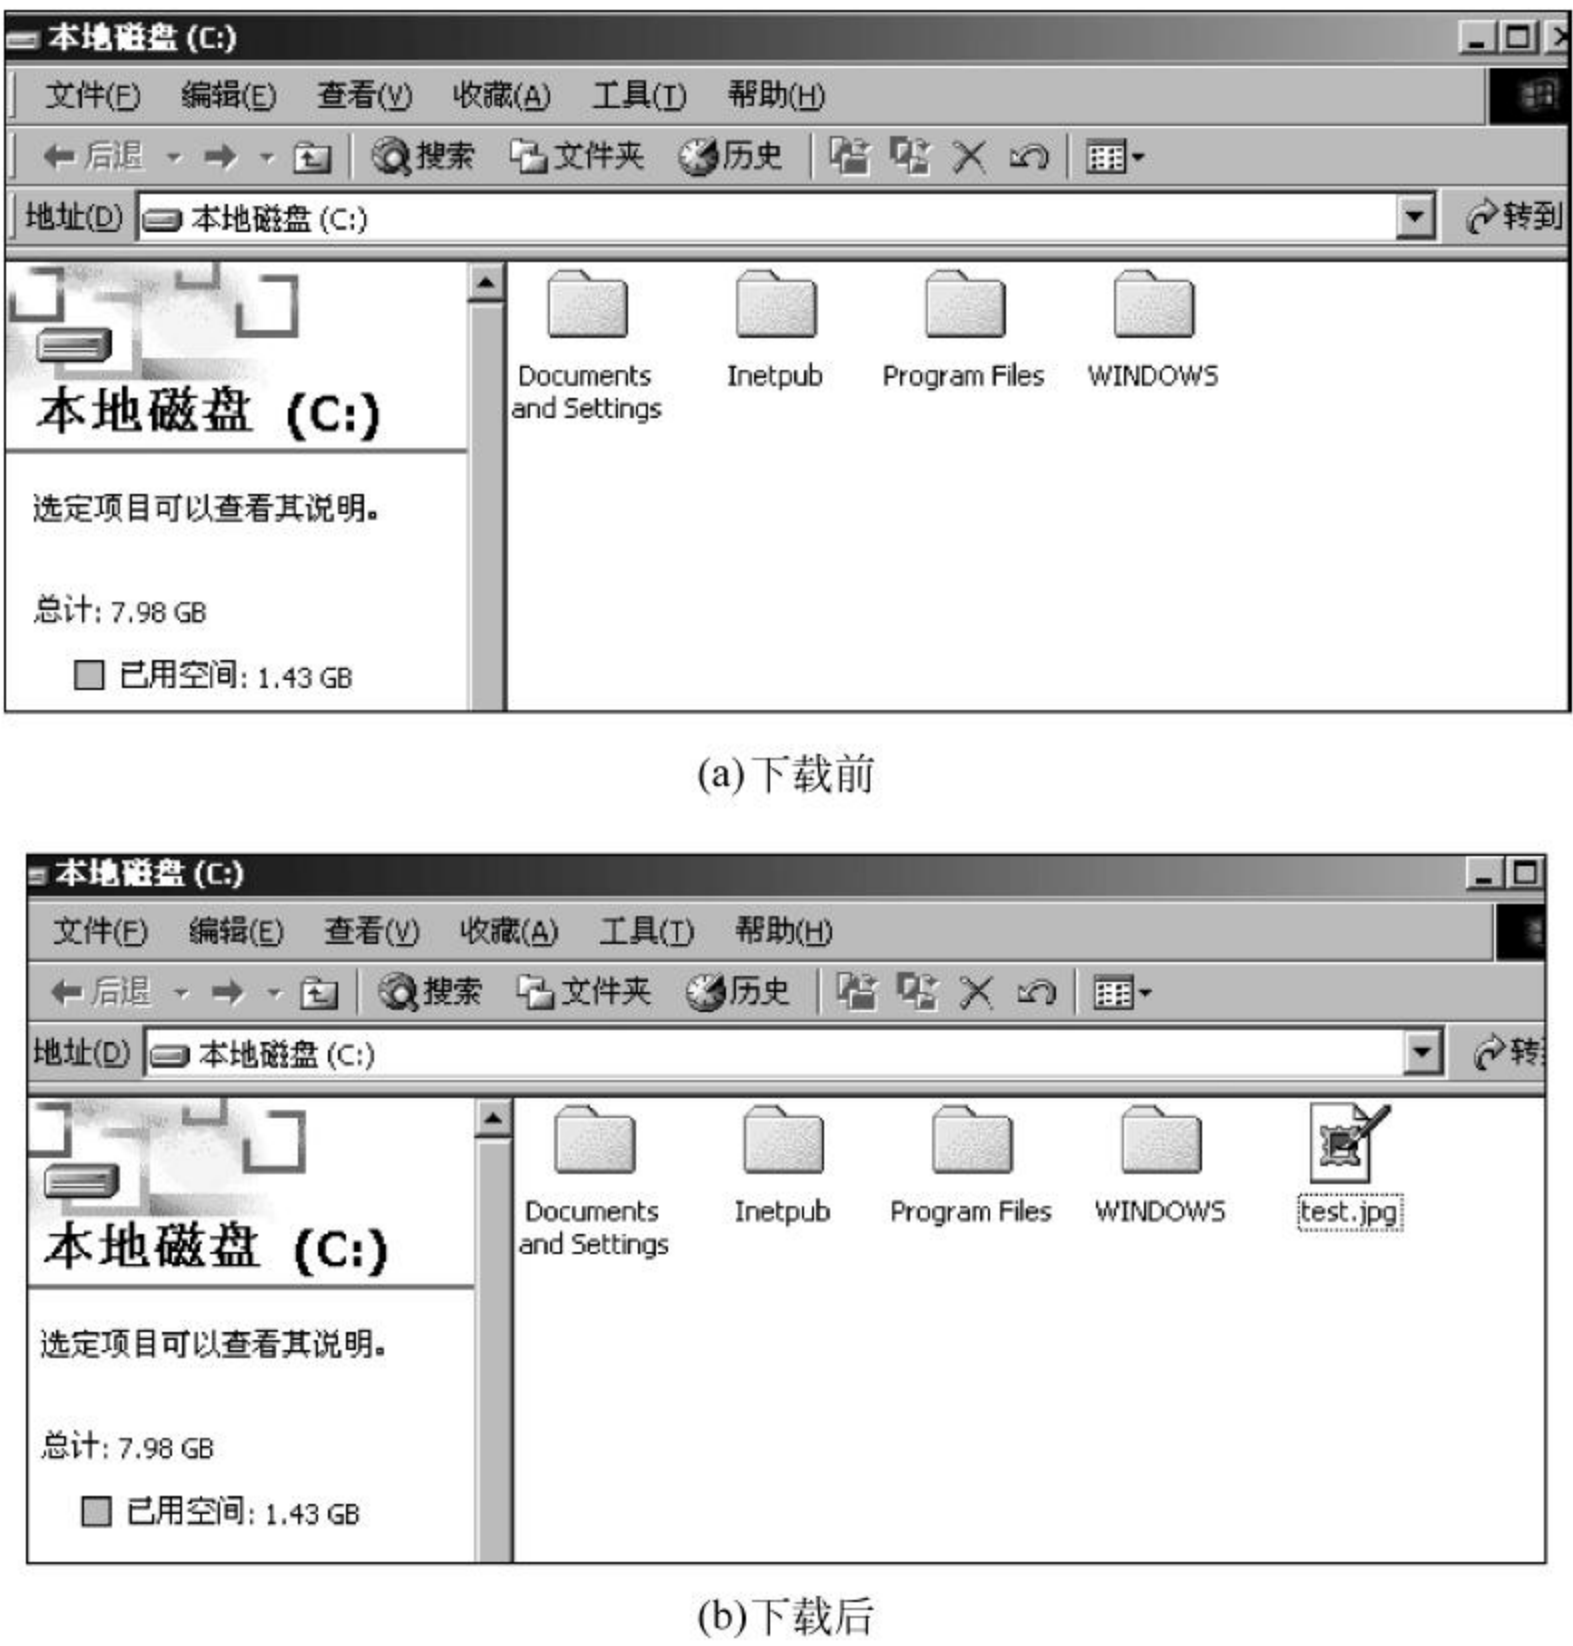 本地磁盘 (C:)
文件(F) 编辑(E) 查看(V) 收藏(A) 工具(T) 帮助(H)
后退 搜索 文件夹 历史
地址(D) 本地磁盘 (C:) 转到
Documents and Settings
Inetpub
Program Files
WINDOWS
本地磁盘 (C:)
选定项目可以查看其说明。
总计: 7.98 GB
已用空间: 1.43 GB
(a)下载前
本地磁盘 (C:)
文件(F) 编辑(E) 查看(V) 收藏(A) 工具(T) 帮助(H)
后退 搜索 文件夹 历史
地址(D) 本地磁盘 (C:) 转
Documents and Settings
Inetpub
Program Files
WINDOWS
test.jpg
本地磁盘 (C:)
选定项目可以查看其说明。
总计: 7.98 GB
已用空间: 1.43 GB
(b)下载后